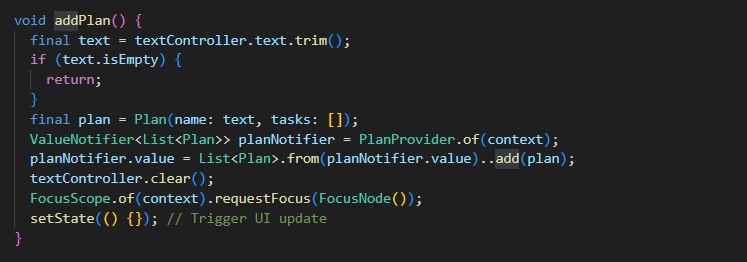 void addPlan() {
  final text = textController.text.trim();
  if (text.isEmpty) {
    return;
  }
  final plan = Plan(name: text, tasks: []);
  ValueNotifier<List<Plan>> planNotifier = PlanProvider.of(context);
  planNotifier.value = List<Plan>.from(planNotifier.value)..add(plan);
  textController.clear();
  FocusScope.of(context).requestFocus(FocusNode());
  setState(() {}); // Trigger UI update
}